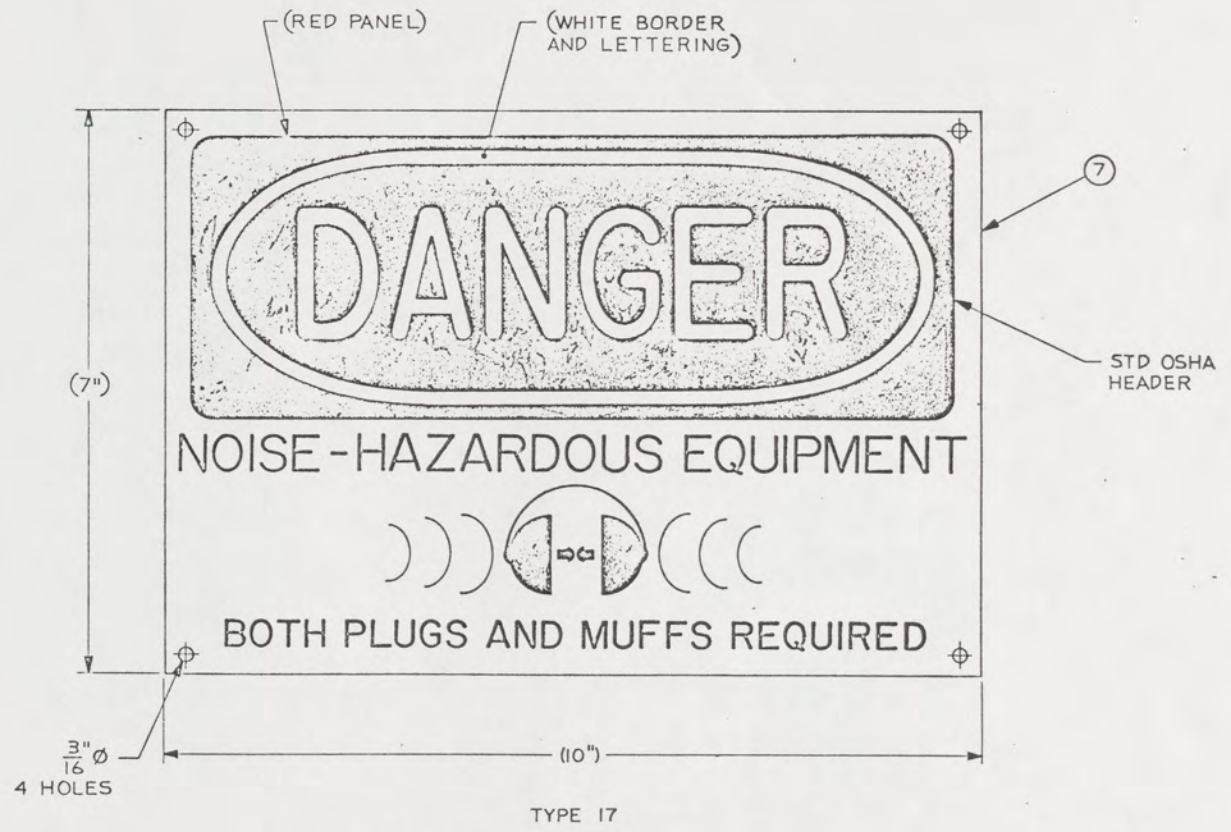 (RED PANEL)
(WHITE BORDER
AND LETTERING)
7
DANGER
STD OSHA
HEADER
(7")
NOISE-HAZARDOUS EQUIPMENT
BOTH PLUGS AND MUFFS REQUIRED
3/16" Ø
4 HOLES
(10")
TYPE 17